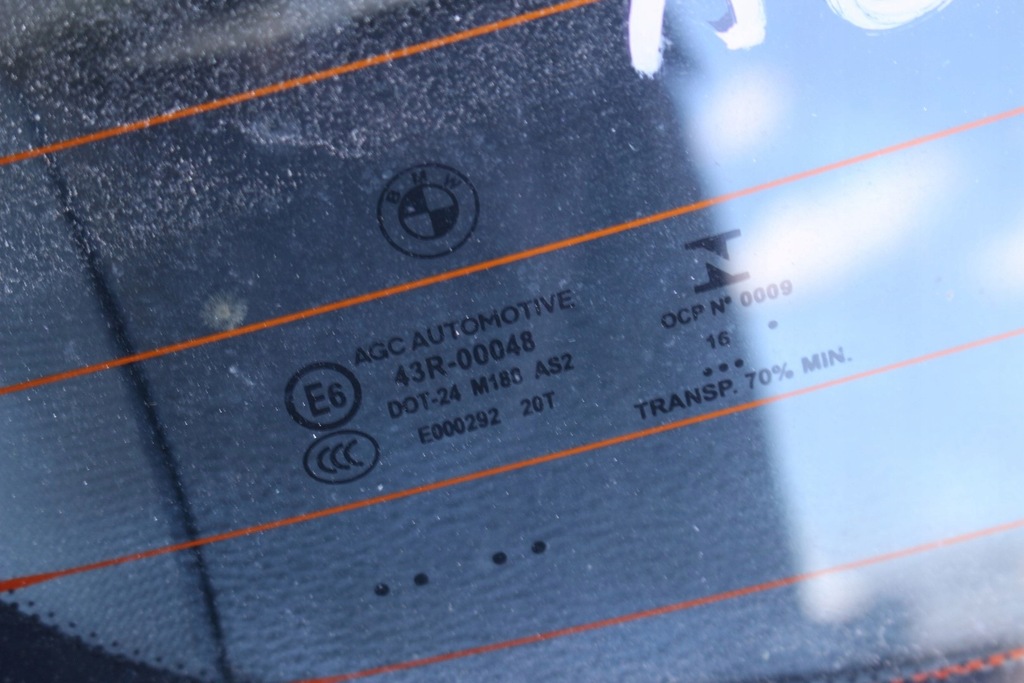 BMW
AGC AUTOMOTIVE
43R-00048
E6
DOT-24 M180 AS2
E000292 20T
CCC
OCP Nº 0009
16
TRANSP. 70% MIN.